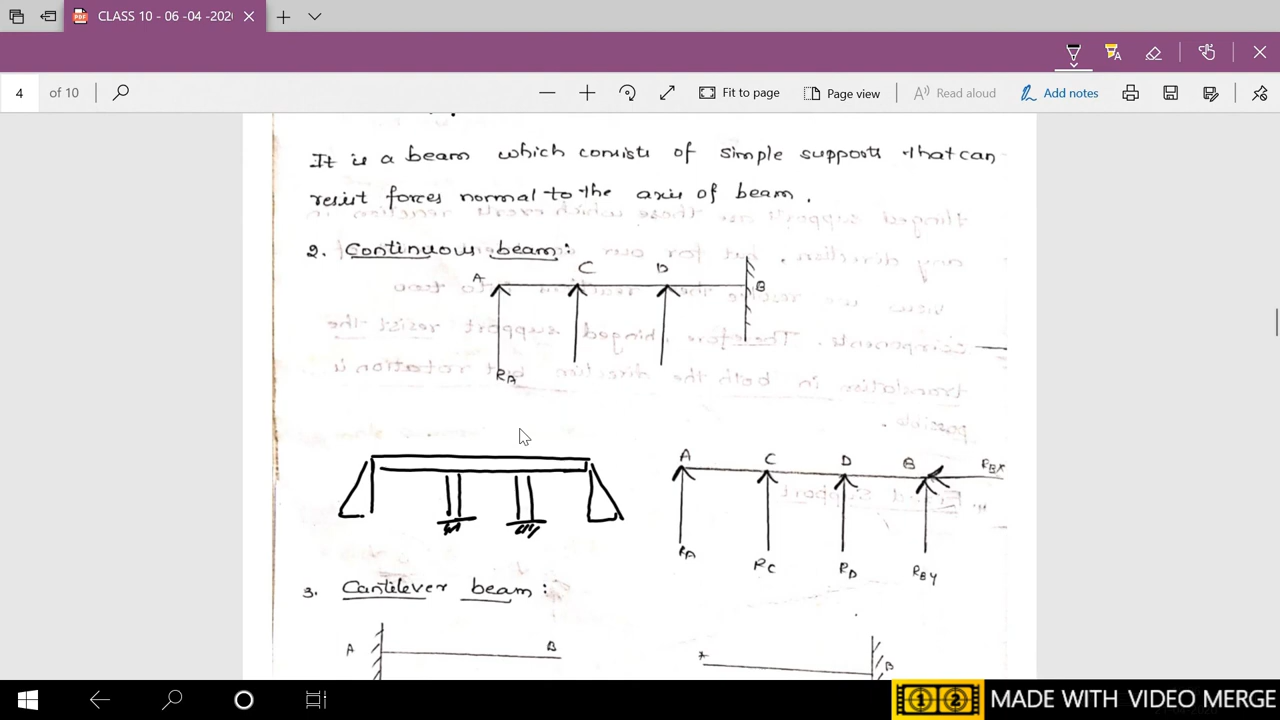 CLASS 10 - 06 -04 -2020
4 of 10
Fit to page
Page view
Read aloud
Add notes
It is a beam which consists of simple supports that can
resist forces normal to the axis of beam.
2. Continuous beam:
A C D B
RA
A C D B RBX
RA RC RD RBY
3. Cantilever beam:
A B
B
MADE WITH VIDEO MERGE